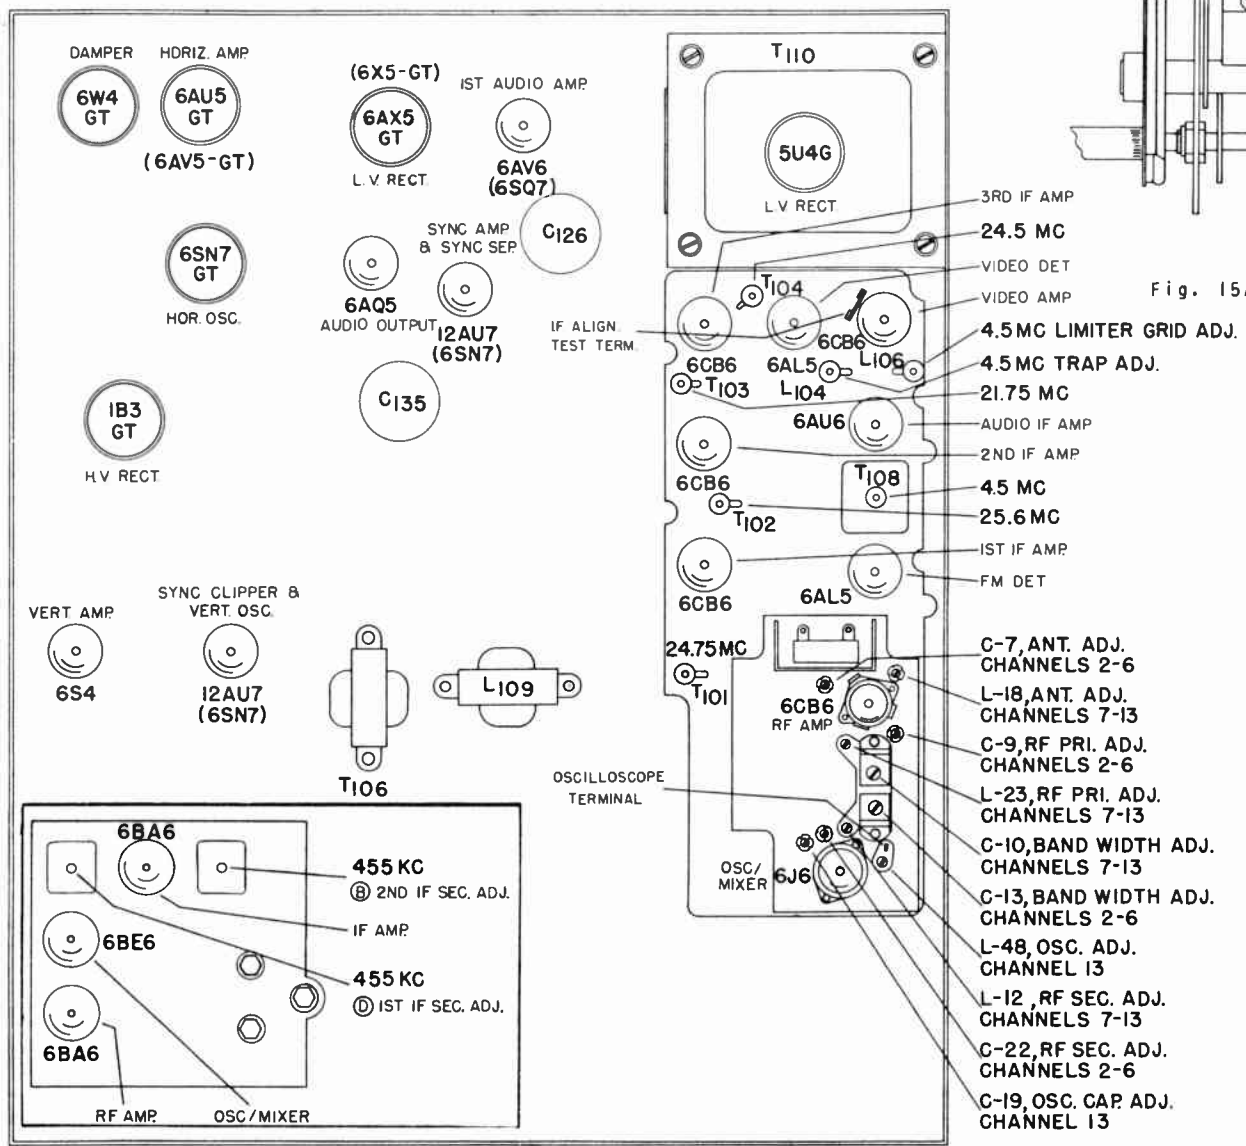 DAMPER
6W4
GT
HDRIZ. AMP.
6AU5
GT
(6AV5-GT)
(6X5-GT)
6AX5
GT
L.V. RECT.
1ST AUDIO AMP.
6AV6
(6SQ7)
T110
5U4G
L.V. RECT.
C126
6SN7
GT
HOR. OSC.
6AQ5
AUDIO OUTPUT
SYNC AMP
& SYNC SEP.
12AU7
(6SN7)
C135
1B3
GT
H.V RECT.
IF ALIGN.
TEST TERM.
T104
6CB6
6AL5
6CB6
L106
L104
T103
6AU6
6CB6
T108
T102
6CB6
6AL5
24.75 MC
T101
6CB6
RF AMP
OSCILLOSCOPE
TERMINAL
OSC/
MIXER
6J6
VERT. AMP.
6S4
SYNC CLIPPER &
VERT. OSC.
12AU7
(6SN7)
T106
L109
6BA6
455 KC
B 2ND IF SEC. ADJ.
IF AMP.
6BE6
455 KC
D 1ST IF SEC. ADJ.
6BA6
RF AMP.
OSC/MIXER
3RD IF AMP
24.5 MC
VIDEO DET
VIDEO AMP
4.5 MC LIMITER GRID ADJ.
4.5 MC TRAP ADJ.
21.75 MC
AUDIO IF AMP
2ND IF AMP.
4.5 MC
25.6 MC
1ST IF AMP.
FM DET
C-7, ANT. ADJ.
CHANNELS 2-6
L-18, ANT. ADJ.
CHANNELS 7-13
C-9, RF PRI. ADJ.
CHANNELS 2-6
L-23, RF PRI. ADJ.
CHANNELS 7-13
C-10, BAND WIDTH ADJ.
CHANNELS 7-13
C-13, BAND WIDTH ADJ.
CHANNELS 2-6
L-48, OSC. ADJ.
CHANNEL 13
L-12, RF SEC. ADJ.
CHANNELS 7-13
C-22, RF SEC. ADJ.
CHANNELS 2-6
C-19, OSC. CAP. ADJ.
CHANNEL 13
Fig. 15